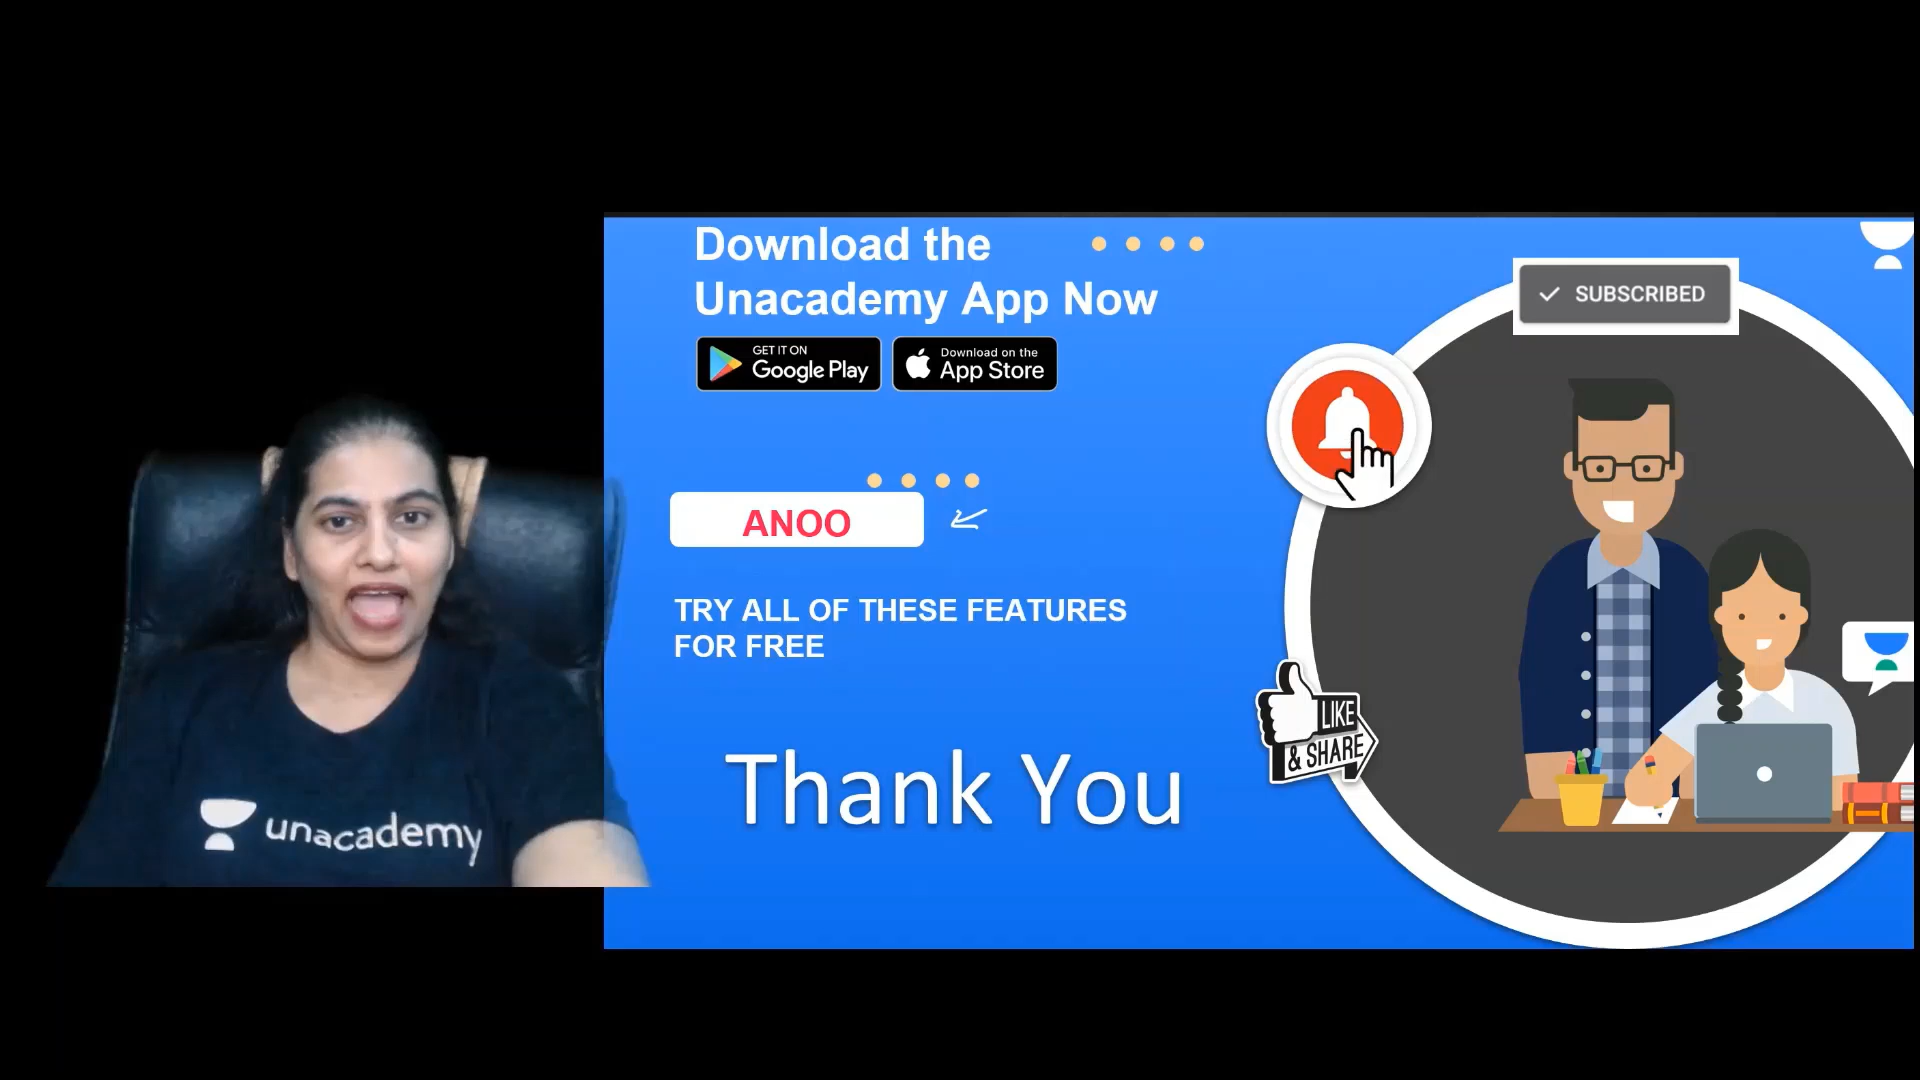 Download the
Unacademy App Now
GET IT ON
Google Play
Download on the
App Store
SUBSCRIBED
ANOO
TRY ALL OF THESE FEATURES
FOR FREE
LIKE
& SHARE
Thank You
unacademy